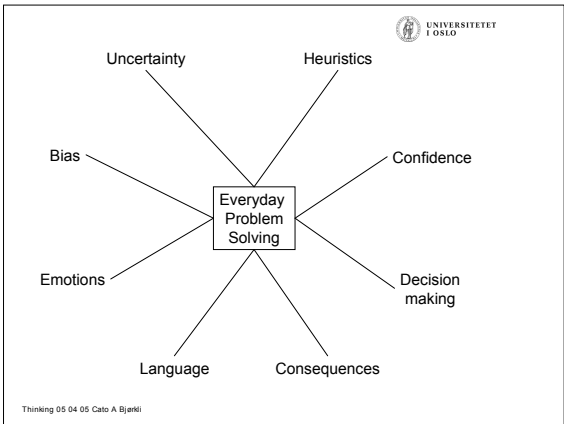 UNIVERSITETET
I OSLO
Uncertainty
Heuristics
Bias
Confidence
Everyday
Problem
Solving
Emotions
Decision
making
Language
Consequences
Thinking 05 04 05 Cato A Bjørkli